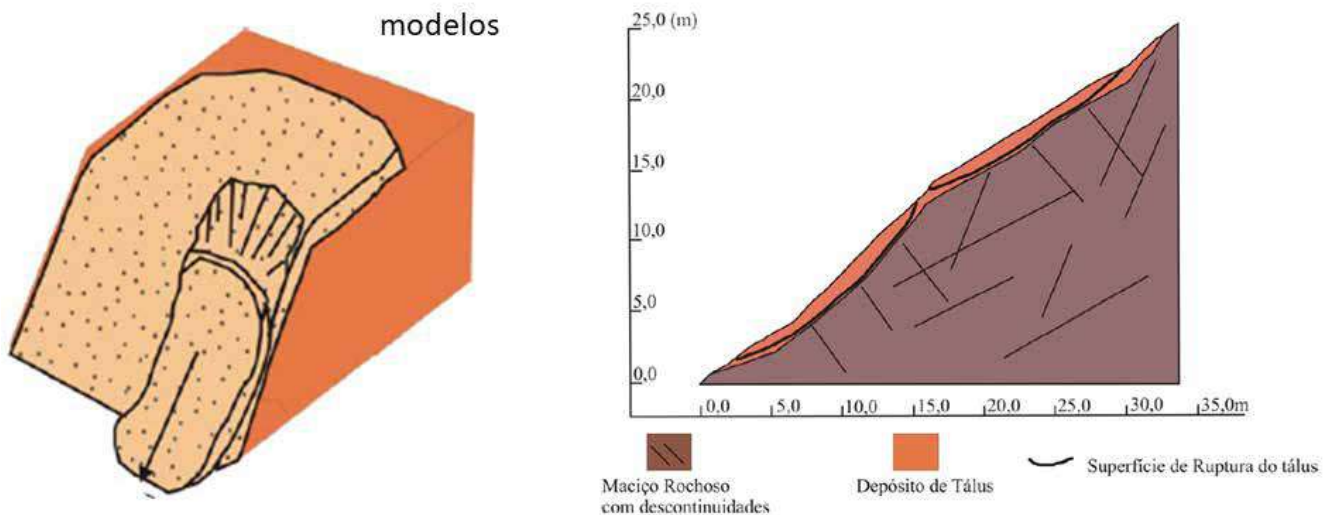 modelos
25,0 (m)
20,0
15,0
10,0
5,0
0,0
0,0 5,0 10,0 15,0 20,0 25,0 30,0 35,0m
Maciço Rochoso
com descontinuidades
Depósito de Tálus
Superfície de Ruptura do tálus